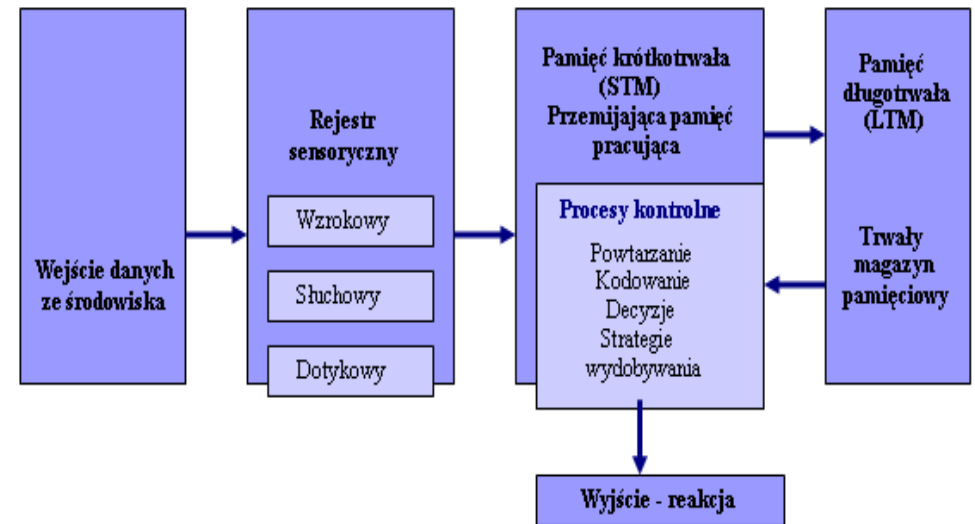 Wejście danych
ze środowiska
Rejestr
sensoryczny
Wzrokowy
Słuchowy
Dotykowy
Pamięć krótkotrwała
(STM)
Przemijająca pamięć
pracująca
Procesy kontrolne
Powtarzanie
Kodowanie
Decyzje
Strategie
wydobywania
Pamięć
długotrwała
(LTM)
Trwały
magazyn
pamięciowy
Wyjście - reakcja